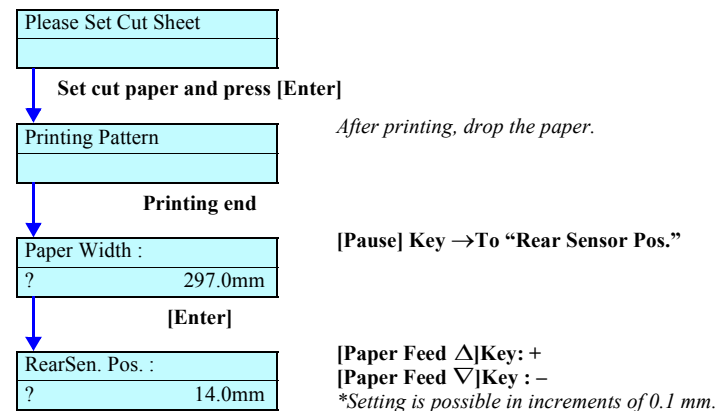 Please Set Cut Sheet
Set cut paper and press [Enter]
Printing Pattern
After printing, drop the paper.
Printing end
Paper Width :
? 297.0mm
[Pause] Key →To “Rear Sensor Pos.”
[Enter]
RearSen. Pos. :
? 14.0mm
[Paper Feed Δ]Key: +
[Paper Feed ∇]Key : –
*Setting is possible in increments of 0.1 mm.